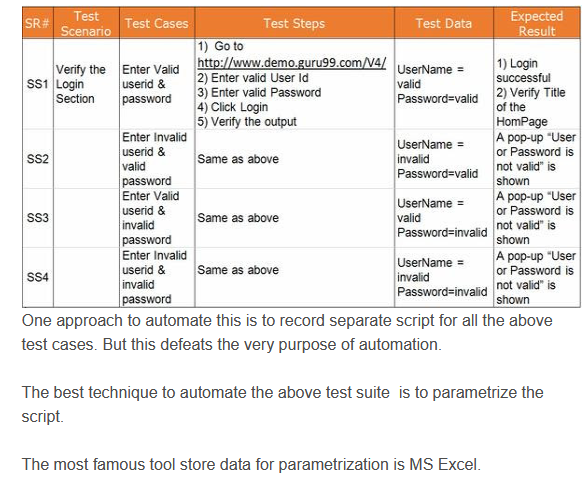 SR# Test Scenario Test Cases Test Steps Test Data Expected Result
SS1
Verify the
Login
Section
Enter Valid
userid &
password
1) Go to
http://www.demo.guru99.com/V4/
2) Enter valid User Id
3) Enter valid Password
4) Click Login
5) Verify the output
UserName =
valid
Password=valid
1) Login
successful
2) Verify Title
of the
HomPage
SS2
Enter Invalid
userid &
valid
password
Same as above
UserName =
invalid
Password=valid
A pop-up "User
or Password is
not valid" is
shown
SS3
Enter Valid
userid &
invalid
password
Same as above
UserName =
valid
Password=invalid
A pop-up "User
or Password is
not valid" is
shown
SS4
Enter Invalid
userid &
invalid
password
Same as above
UserName =
invalid
Password=invalid
A pop-up "User
or Password is
not valid" is
shown
One approach to automate this is to record separate script for all the above
test cases. But this defeats the very purpose of automation.
The best technique to automate the above test suite is to parametrize the
script.
The most famous tool store data for parametrization is MS Excel.